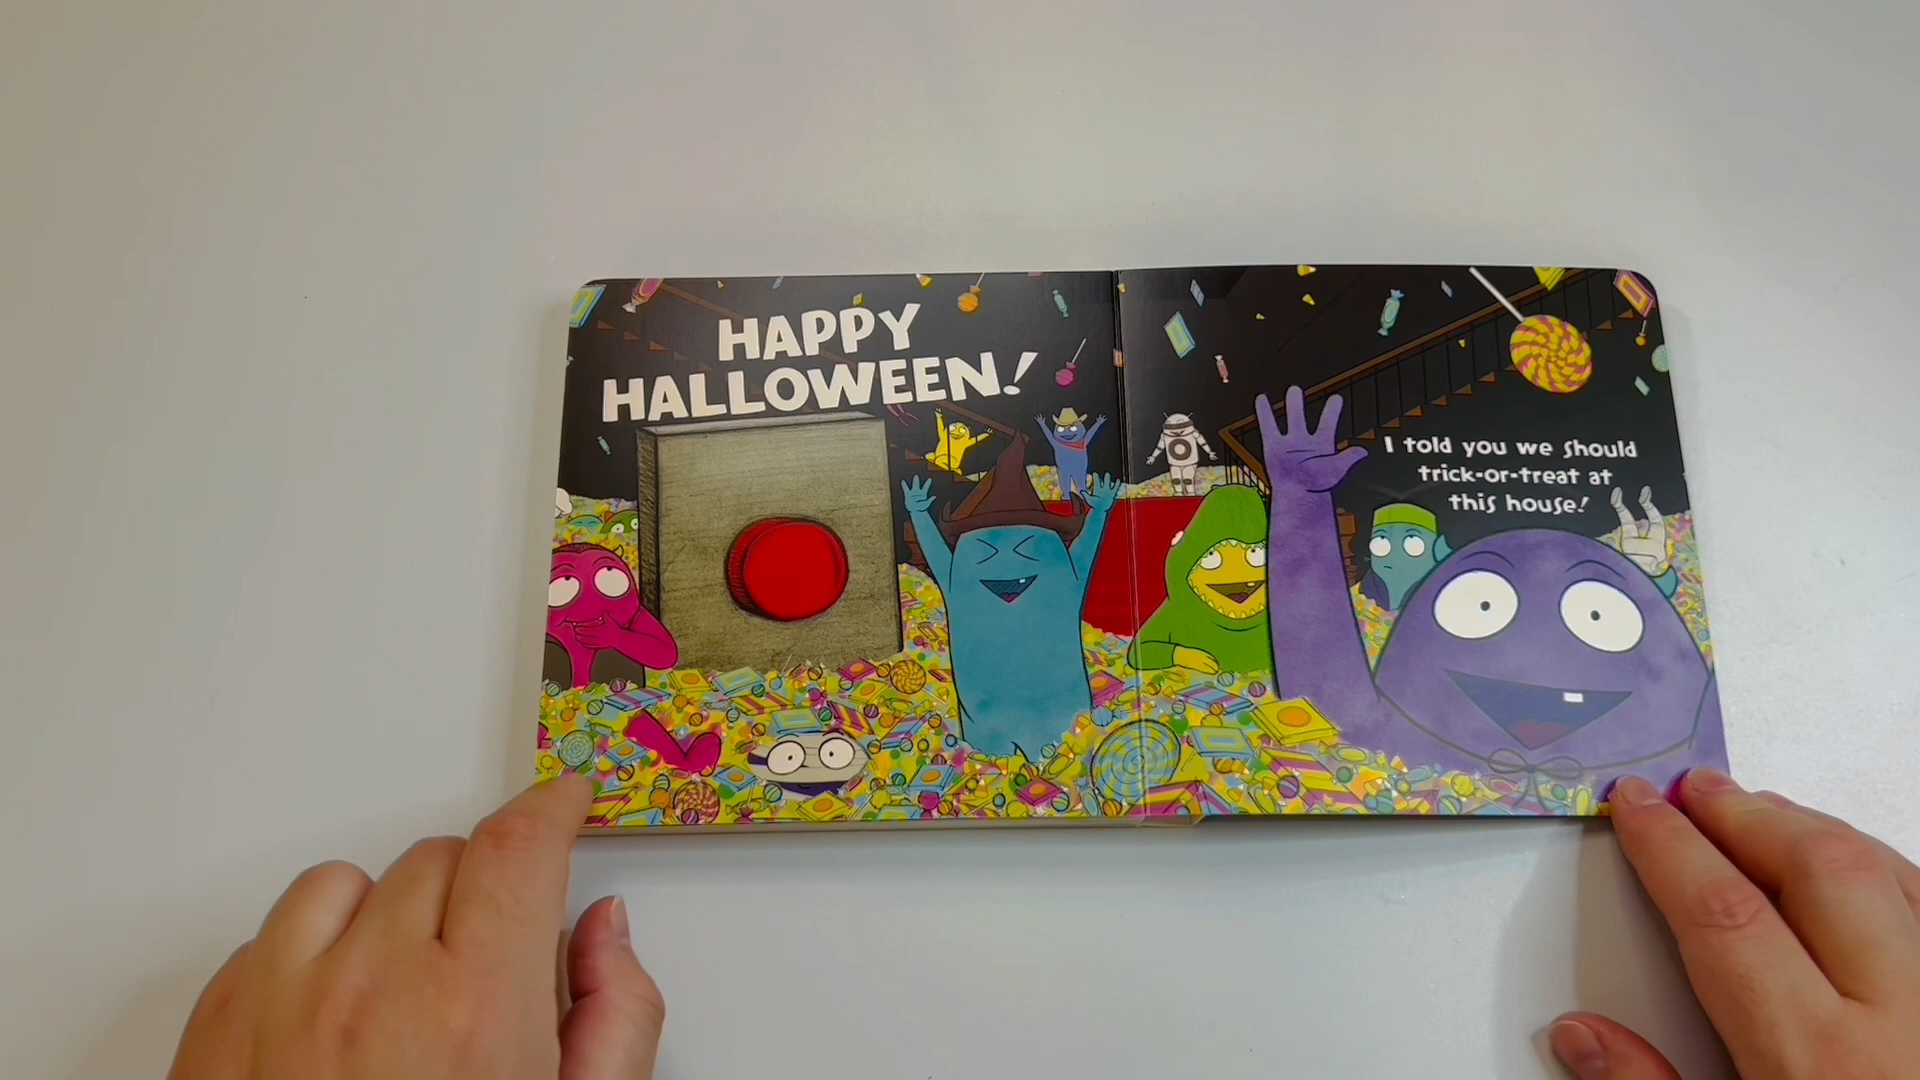 HAPPY
HALLOWEEN!
I told you we should
trick-or-treat at
this house!